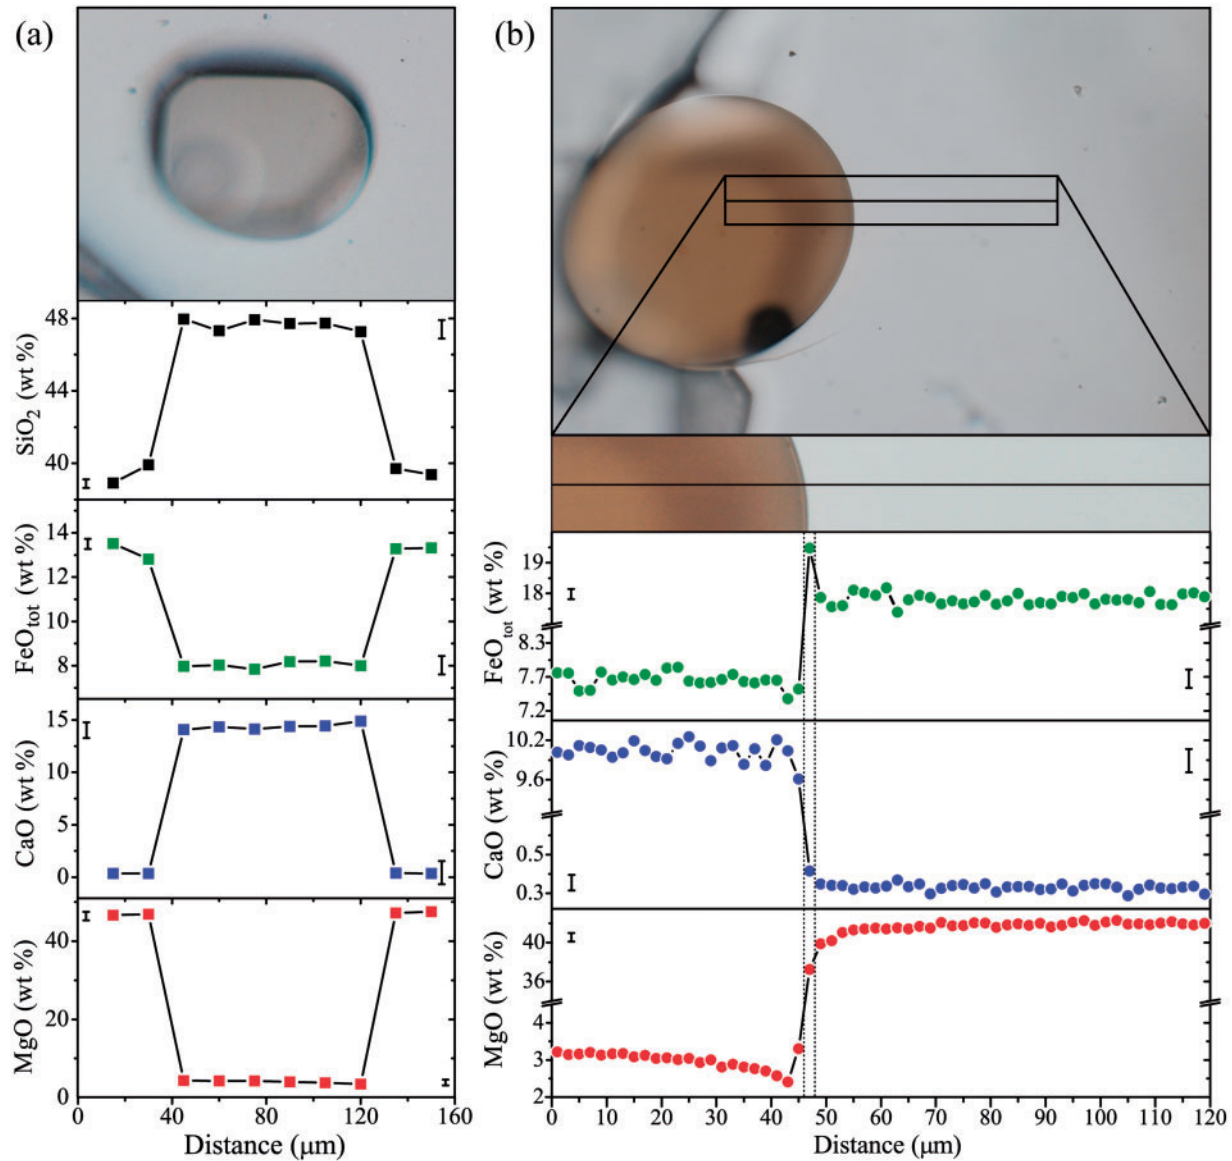 (a)
(b)
48
44
40
SiO2 (wt %)
14
12
10
8
FeOtot (wt %)
15
10
5
0
CaO (wt %)
40
20
0
MgO (wt %)
0 40 80 120 160
Distance (μm)
19
18
8.3
7.7
7.2
FeOtot (wt %)
10.2
9.6
0.5
0.3
CaO (wt %)
40
36
4
3
2
MgO (wt %)
0 10 20 30 40 50 60 70 80 90 100 110 120
Distance (μm)